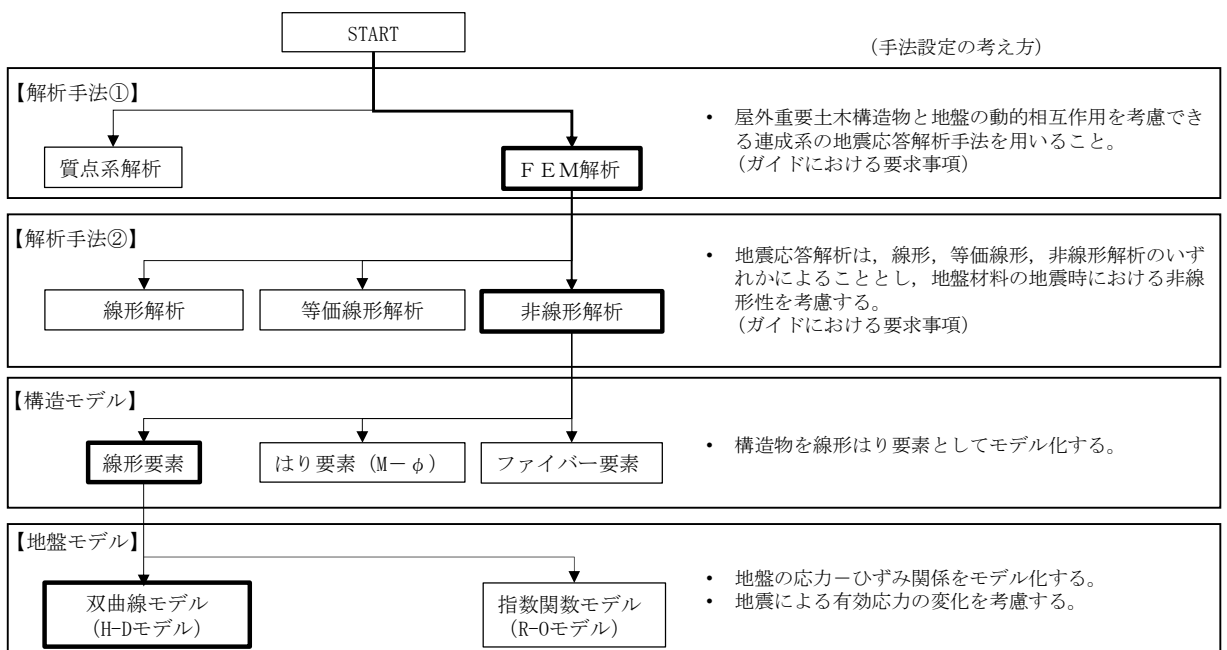 START
(手法設定の考え方)
【解析手法①】
質点系解析
ＦＥＭ解析
・ 屋外重要土木構造物と地盤の動的相互作用を考慮でき
る連成系の地震応答解析手法を用いること。
(ガイドにおける要求事項)
【解析手法②】
線形解析
等価線形解析
非線形解析
・ 地震応答解析は，線形，等価線形，非線形解析のいず
れかによることとし，地盤材料の地震時における非線
形性を考慮する。
(ガイドにおける要求事項)
【構造モデル】
線形要素
はり要素（M－φ）
ファイバー要素
・ 構造物を線形はり要素としてモデル化する。
【地盤モデル】
双曲線モデル
(H-Dモデル)
指数関数モデル
(R-Oモデル)
・ 地盤の応力－ひずみ関係をモデル化する。
・ 地震による有効応力の変化を考慮する。